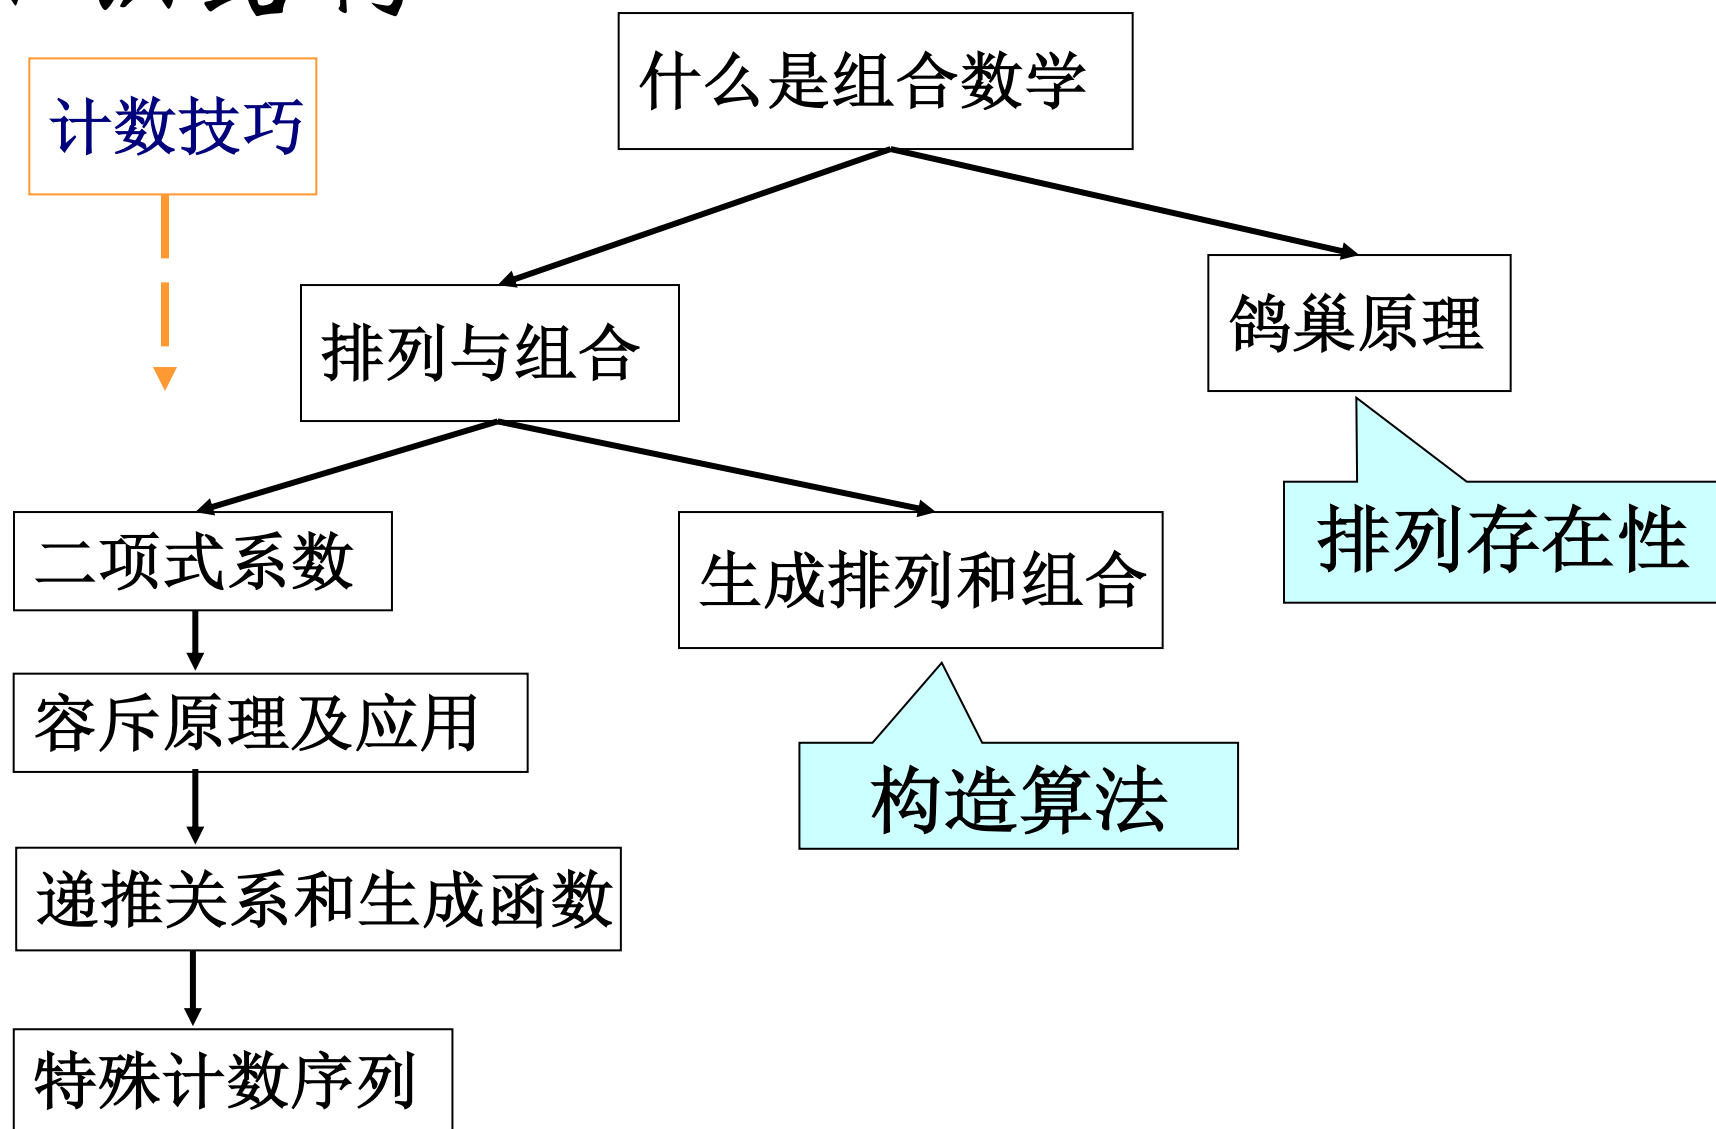 什么是组合数学
计数技巧
排列与组合
鸽巢原理
二项式系数
生成排列和组合
排列存在性
容斥原理及应用
构造算法
递推关系和生成函数
特殊计数序列